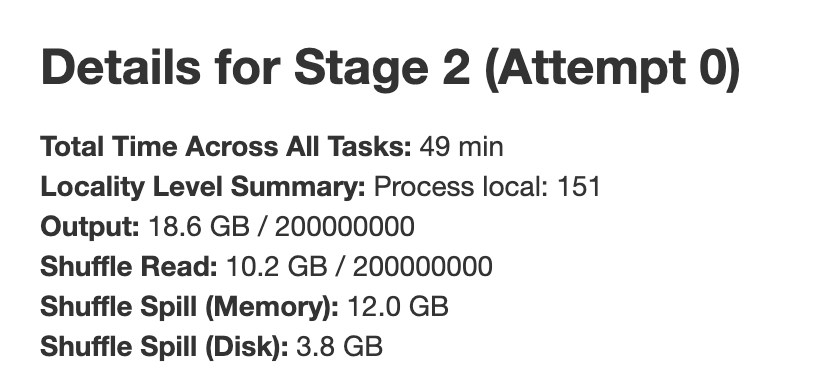 Details for Stage 2 (Attempt 0)
Total Time Across All Tasks: 49 min
Locality Level Summary: Process local: 151
Output: 18.6 GB / 200000000
Shuffle Read: 10.2 GB / 200000000
Shuffle Spill (Memory): 12.0 GB
Shuffle Spill (Disk): 3.8 GB